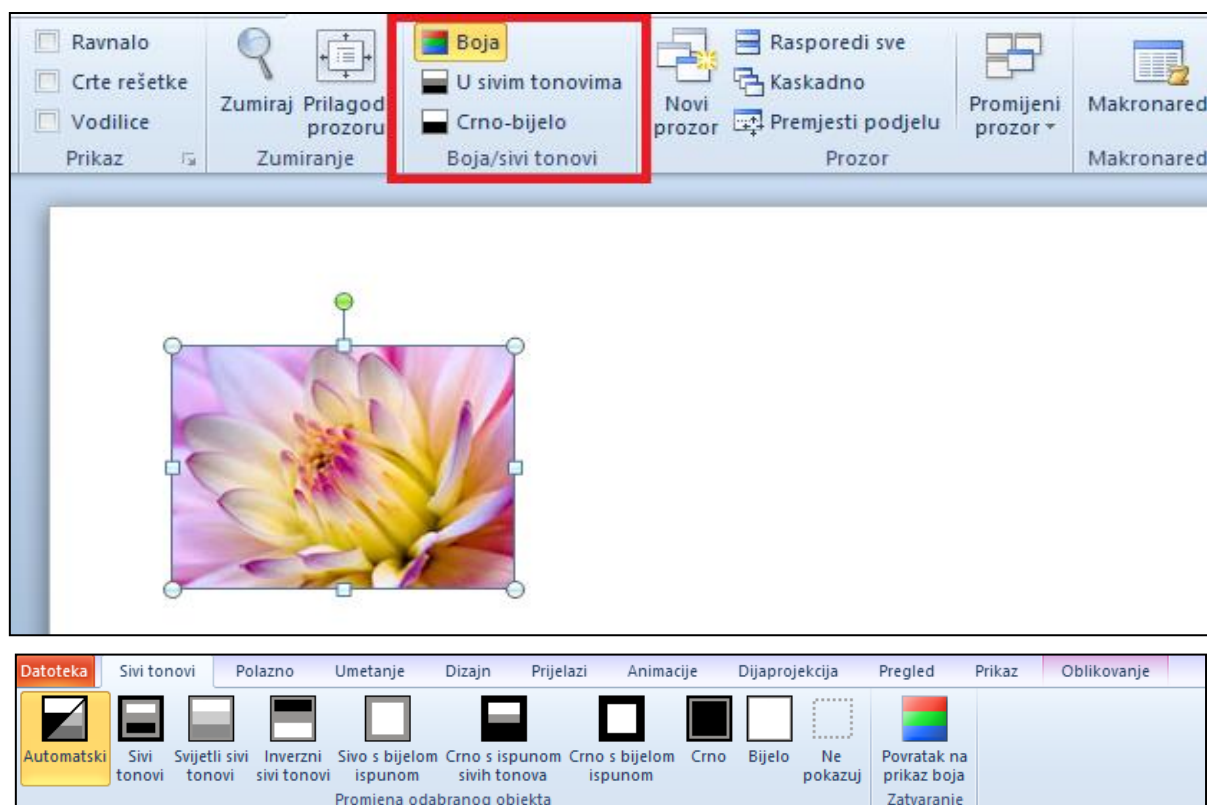 Ravnalo
Crte rešetke
Vodilice
Prikaz
Zumiraj
Prilagodi
prozoru
Zumiranje
Boja
U sivim tonovima
Crno-bijelo
Boja/sivi tonovi
Novi
prozor
Rasporedi sve
Kaskadno
Premjesti podjelu
Prozor
Promijeni
prozor
Makronared
Makronared
Datoteka Sivi tonovi Polazno Umetanje Dizajn Prijelazi Animacije Dijaprojekcija Pregled Prikaz Oblikovanje
Automatski
Sivi
tonovi
Svijetli sivi
tonovi
Inverzni
sivi tonovi
Sivo s bijelom
ispunom
Crno s ispunom
sivih tonova
Crno s bijelom
ispunom
Crno
Bijelo
Ne
pokazuj
Promjena odabranog objekta
Povratak na
prikaz boja
Zatvaranje